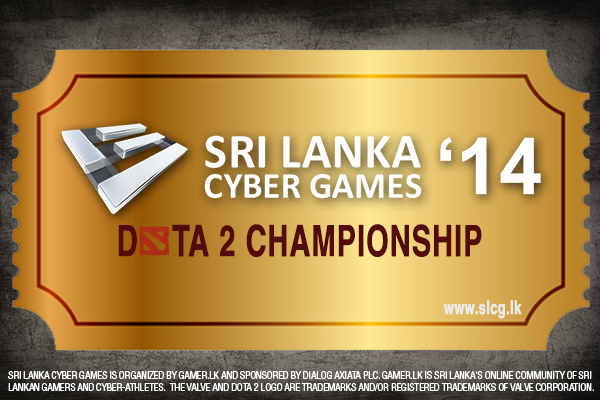 SRI LANKA '14
CYBER GAMES
DOTA 2 CHAMPIONSHIP
www.slcg.lk
SRI LANKA CYBER GAMES IS ORGANIZED BY GAMER.LK AND SPONSORED BY DIALOG AXIATA PLC. GAMER.LK IS SRI LANKA'S ONLINE COMMUNITY OF SRI
LANKAN GAMERS AND CYBER-ATHLETES. THE VALVE AND DOTA 2 LOGO ARE TRADEMARKS AND/OR REGISTERED TRADEMARKS OF VALVE CORPORATION.